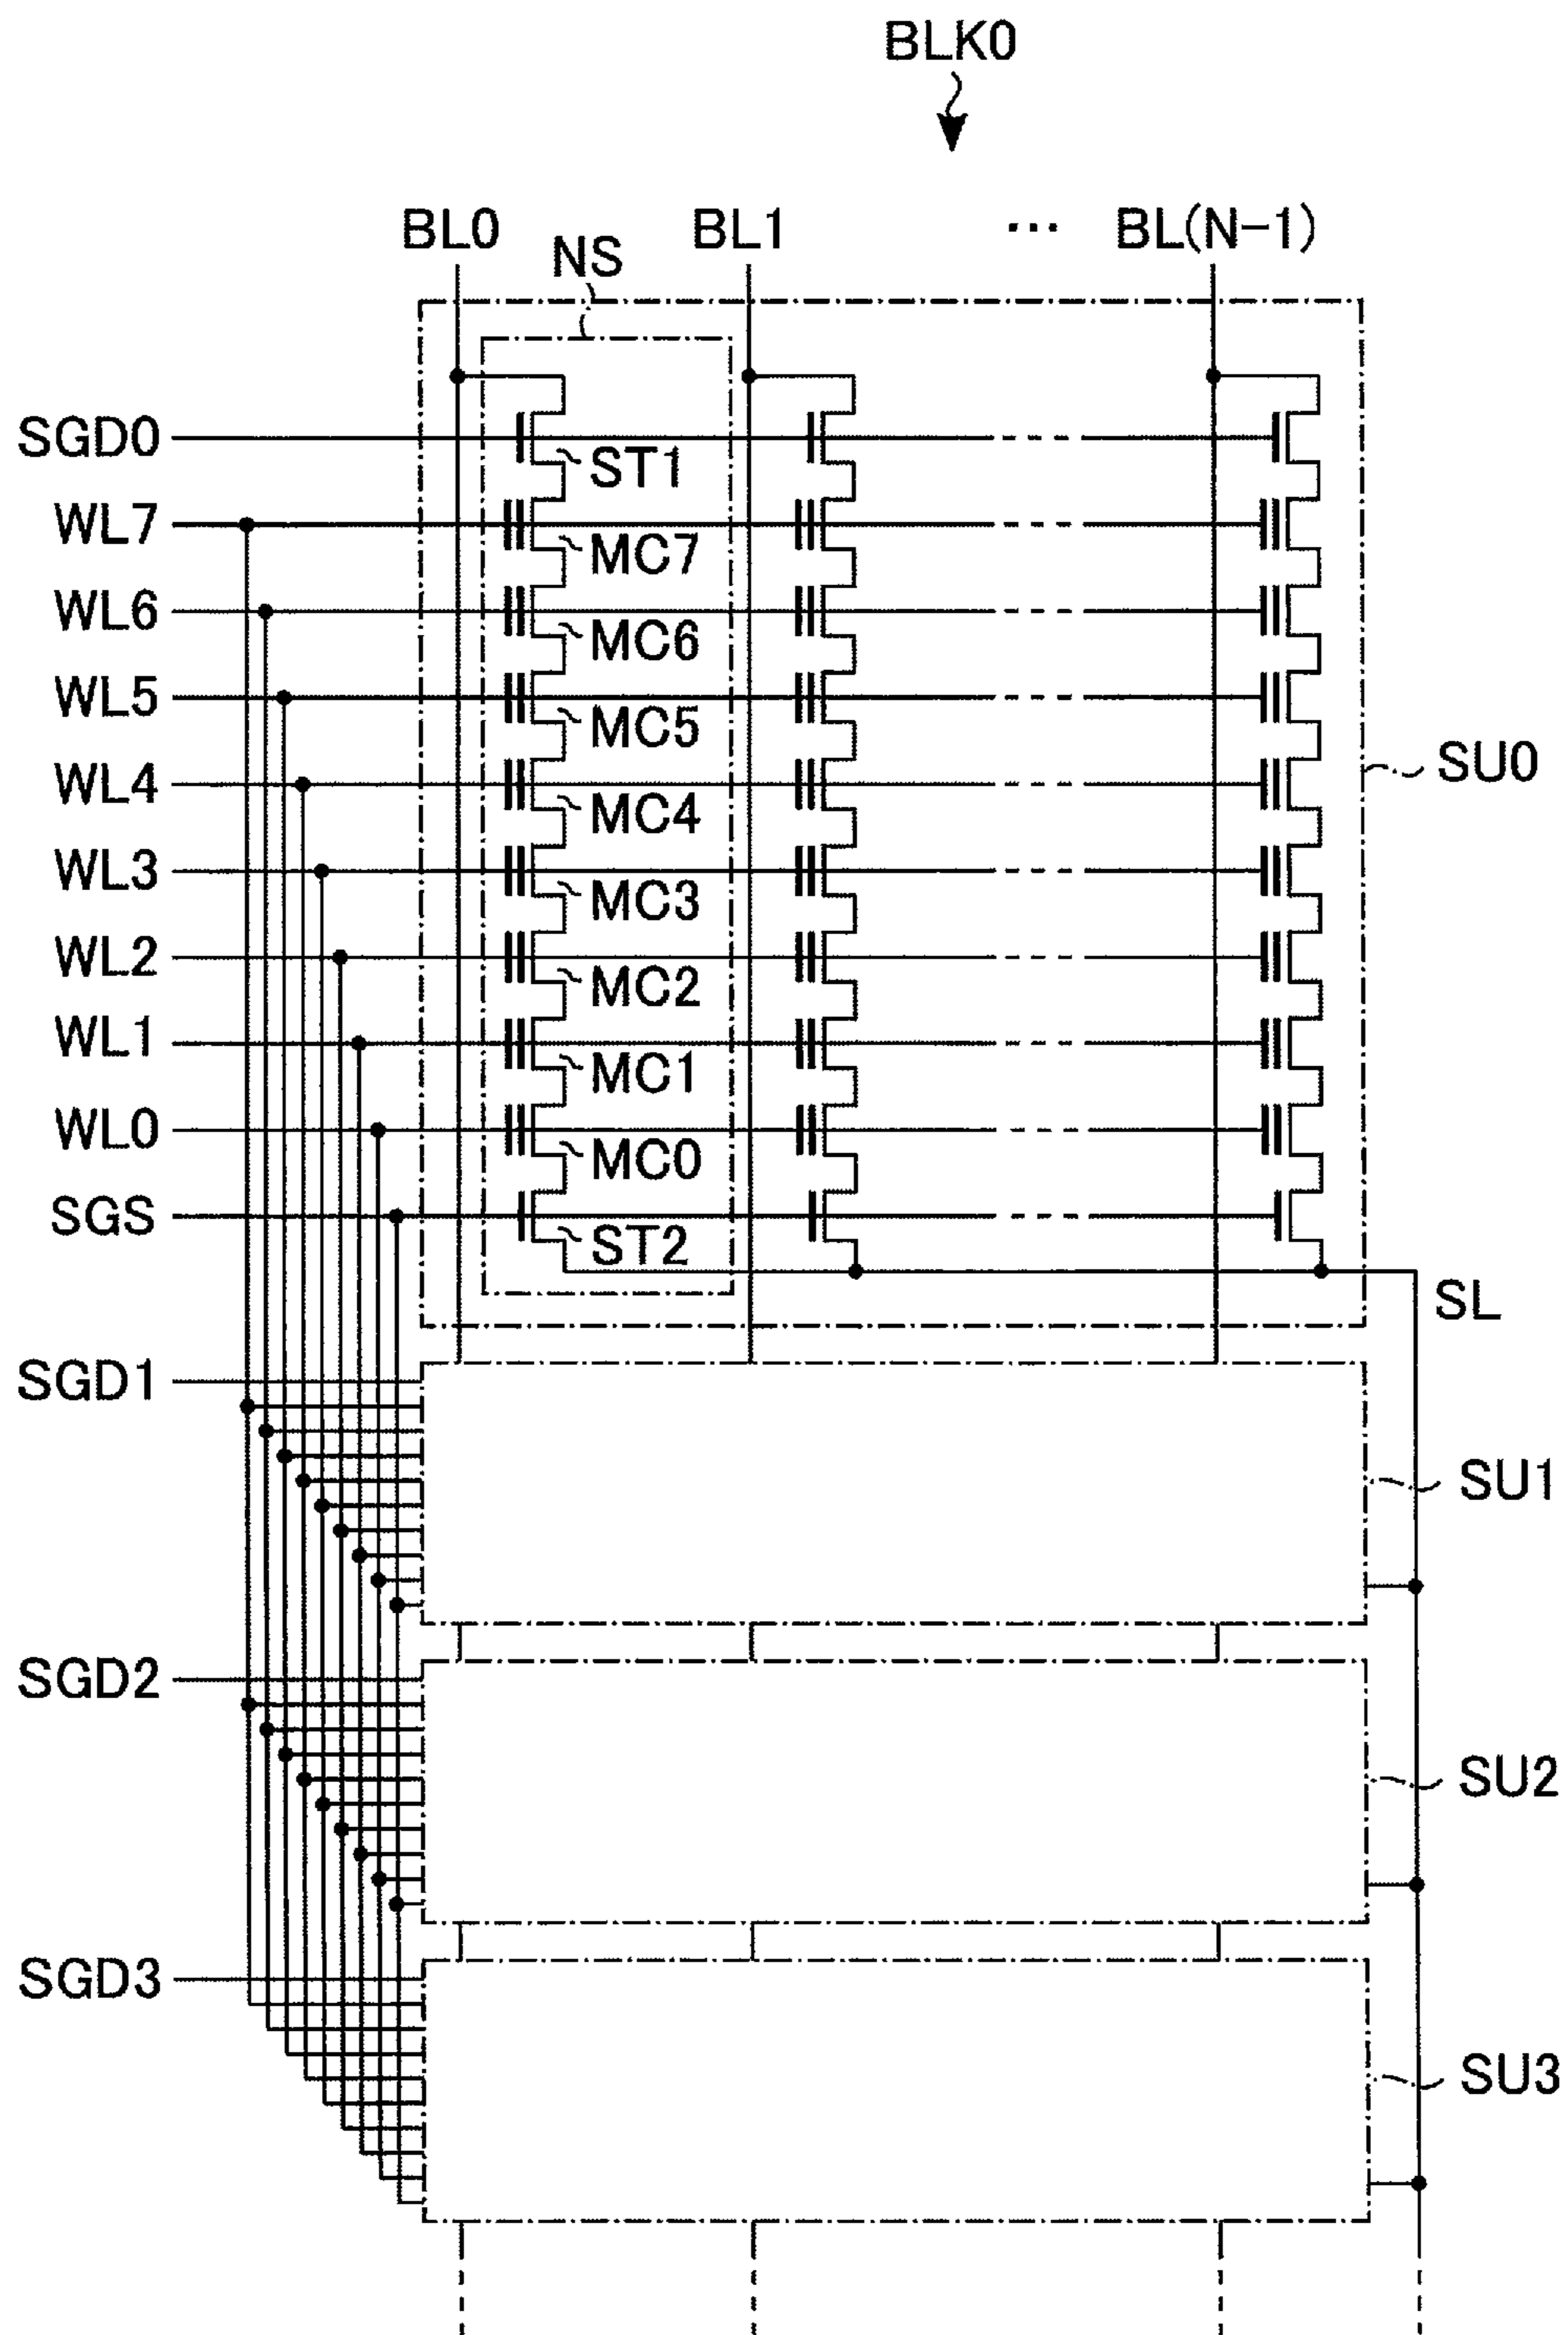 BLK0
BL0
NS
BL1
...
BL(N-1)
SGD0
ST1
WL7
MC7
WL6
MC6
WL5
MC5
WL4
MC4
SU0
WL3
MC3
WL2
MC2
WL1
MC1
WL0
MC0
SGS
ST2
SL
SGD1
SU1
SGD2
SU2
SGD3
SU3